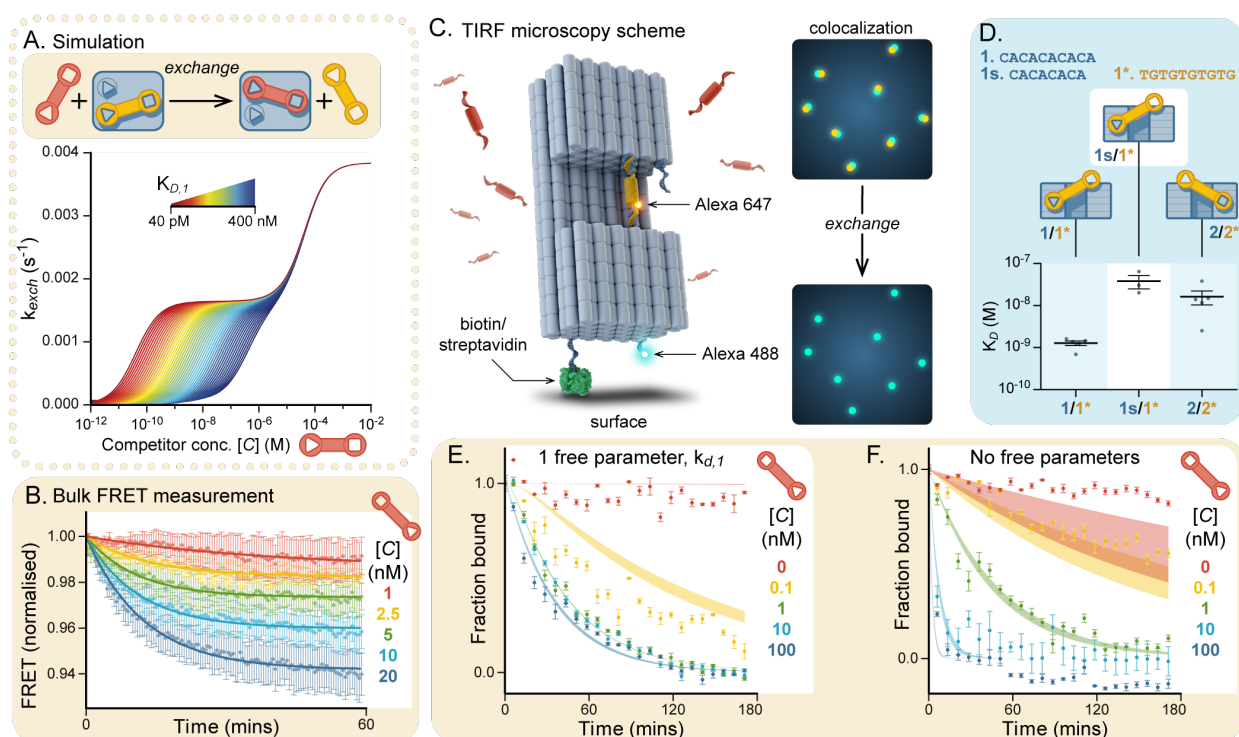 A. Simulation
exchange
0.004
0.003
0.002
0.001
0.000
k_exch (s⁻¹)
K_D,1
40 pM
400 nM
10⁻¹²
10⁻¹⁰
10⁻⁸
10⁻⁶
10⁻⁴
10⁻²
Competitor conc. [C] (M)
B. Bulk FRET measurement
FRET (normalised)
1.00
0.98
0.96
0.94
0
60
Time (mins)
[C]
(nM)
1
2.5
5
10
20
C. TIRF microscopy scheme
Alexa 647
biotin/
streptavidin
Alexa 488
surface
colocalization
exchange
D.
1. CACACACACA
1s. CACACACA
1*. TGTGTGTGTG
1s/1*
1/1*
2/2*
K_D (M)
10⁻⁷
10⁻⁸
10⁻⁹
10⁻¹⁰
1/1*
1s/1*
2/2*
E.
1 free parameter, k_d,1
Fraction bound
1.0
0.0
0
60
120
180
Time (mins)
[C]
(nM)
0
0.1
1
10
100
F.
No free parameters
Fraction bound
1.0
0.0
0
60
120
180
Time (mins)
[C]
(nM)
0
0.1
1
10
100